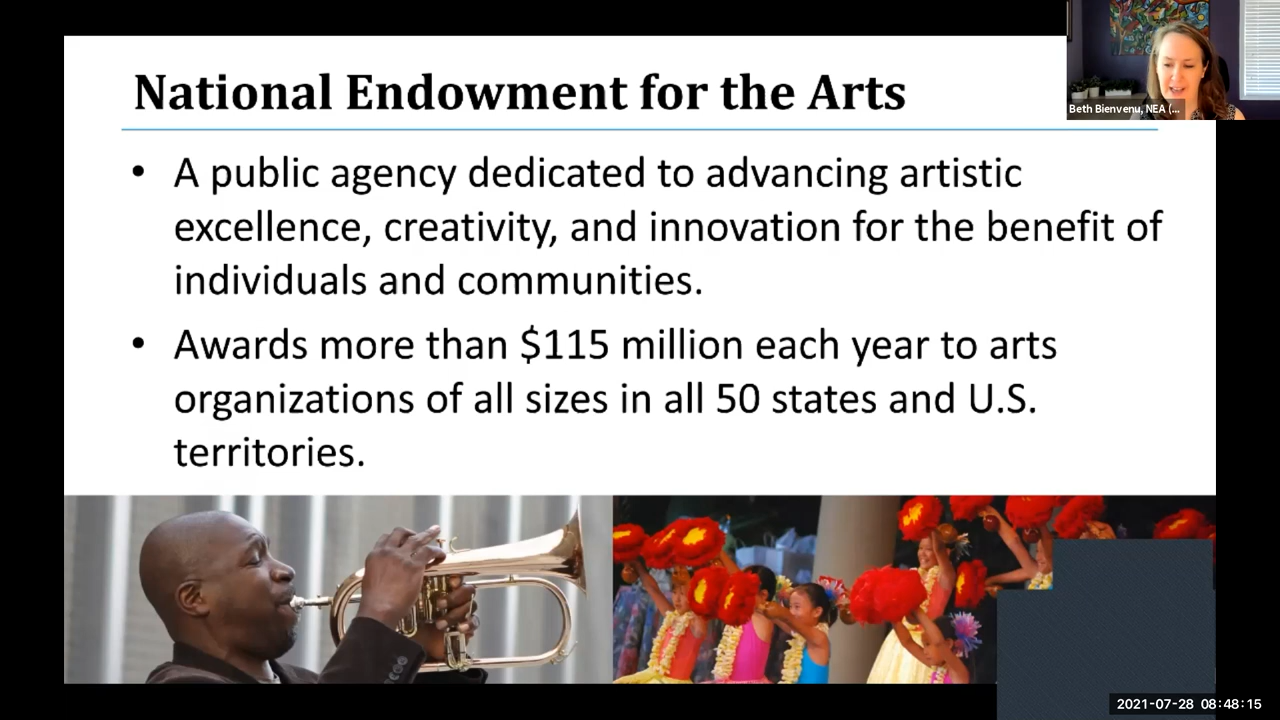 National Endowment for the Arts
Beth Bienvenu, NEA (...
• A public agency dedicated to advancing artistic
excellence, creativity, and innovation for the benefit of
individuals and communities.
• Awards more than $115 million each year to arts
organizations of all sizes in all 50 states and U.S.
territories.
2021-07-28 08:48:15